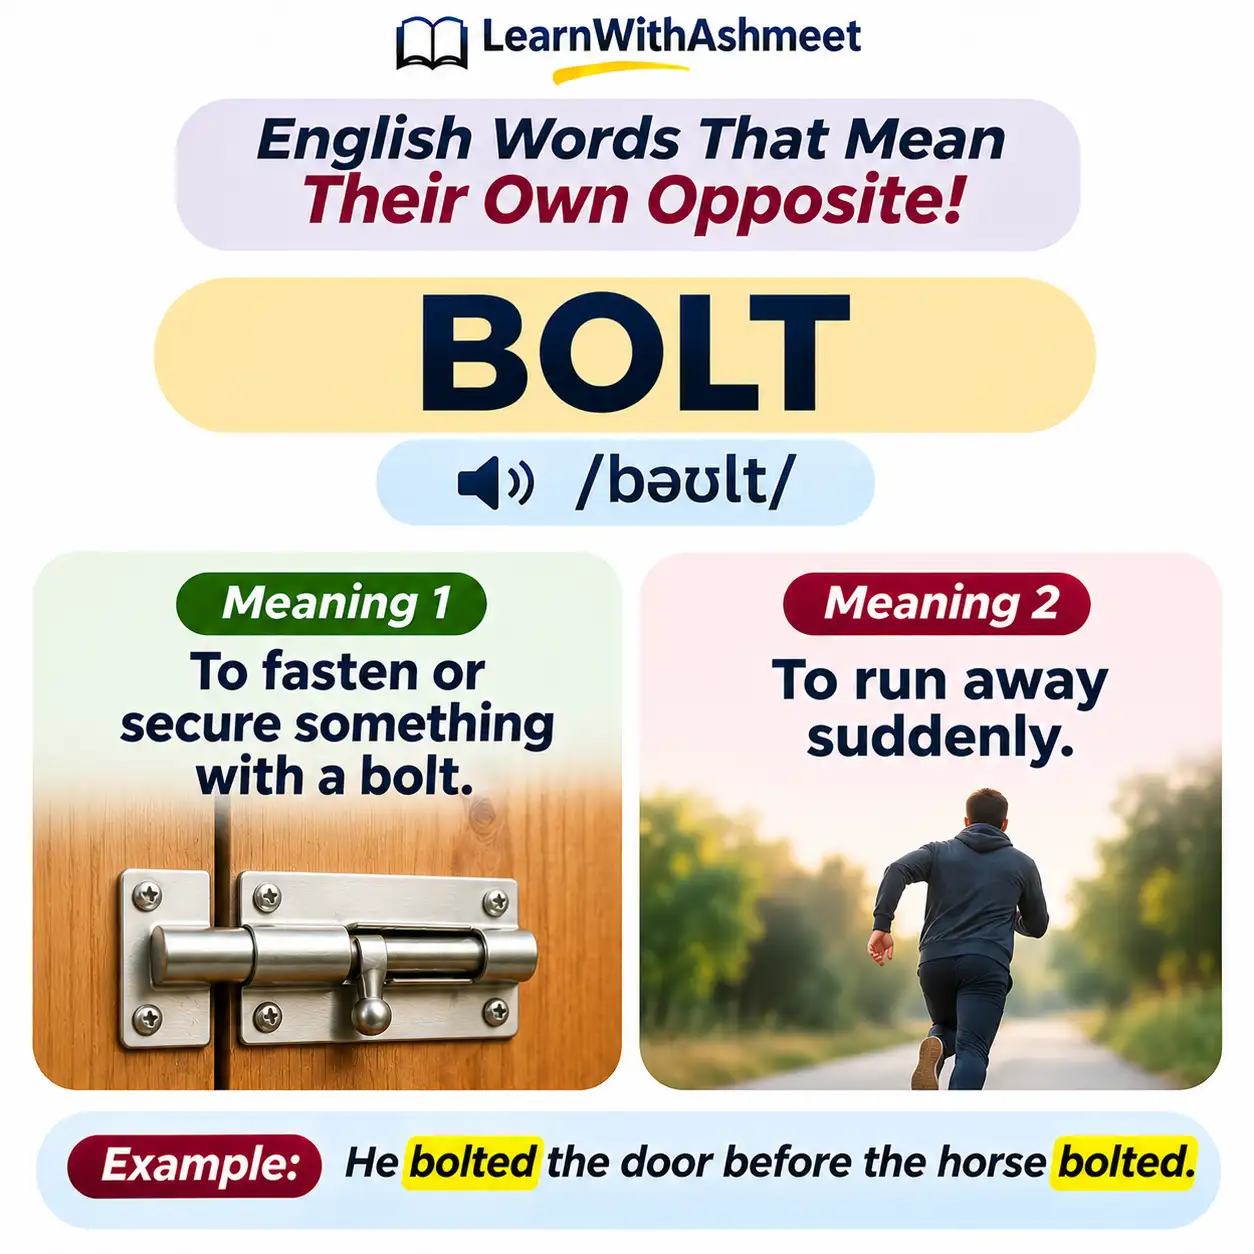 LearnWithAshmeet
English Words That Mean
Their Own Opposite!
BOLT
/bəʊlt/
Meaning 1
To fasten or
secure something
with a bolt.
Meaning 2
To run away
suddenly.
Example: He bolted the door before the horse bolted.